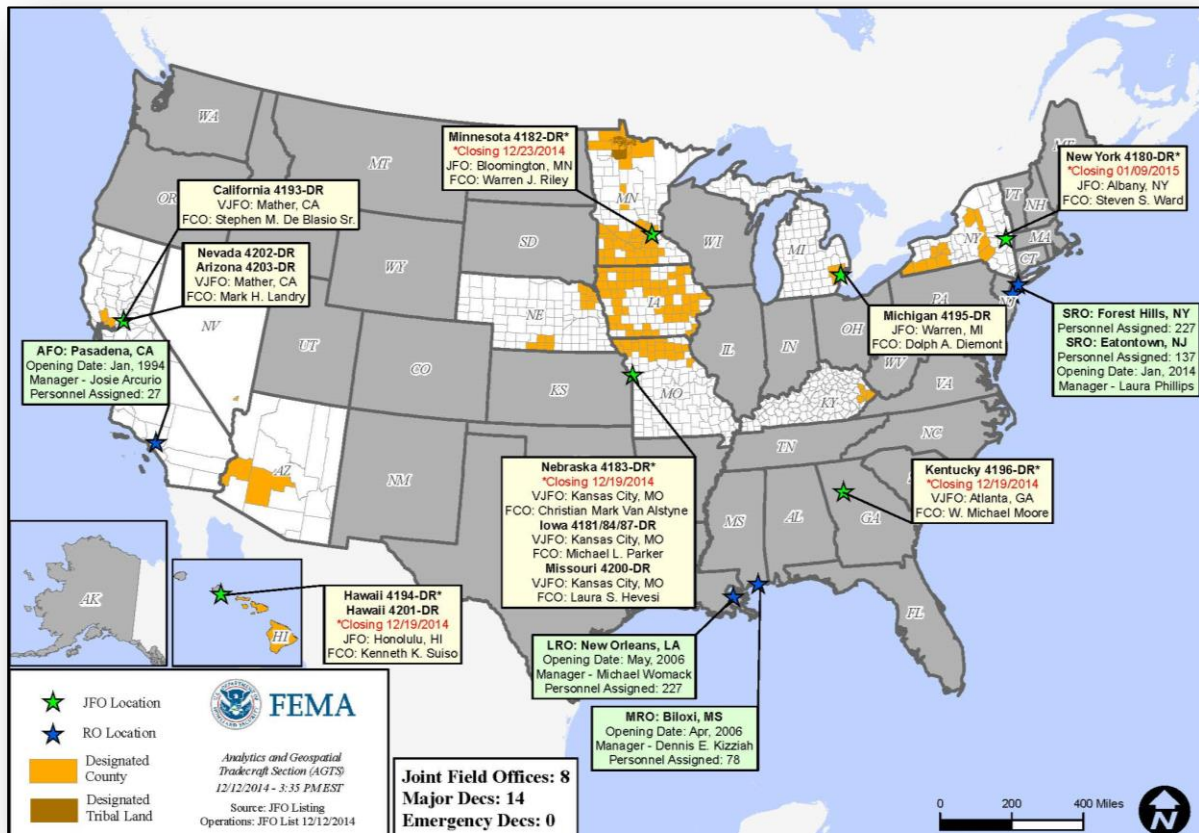 WA
MT
OR
SD
WY
NE
NV
UT
CO
KS
AZ
NM
MN
WI
IA
IL
MO
MI
IN
OH
KY
TN
MS
AL
GA
FL
NC
VA
WV
PA
NY
NJ
CT
MA
VT
NH
ME
AK
HI
California 4193-DR
VJFO: Mather, CA
FCO: Stephen M. De Blasio Sr.
Nevada 4202-DR
Arizona 4203-DR
VJFO: Mather, CA
FCO: Mark H. Landry
AFO: Pasadena, CA
Opening Date: Jan, 1994
Manager - Josie Arcurio
Personnel Assigned: 27
Minnesota 4182-DR*
*Closing 12/23/2014
JFO: Bloomington, MN
FCO: Warren J. Riley
New York 4180-DR*
*Closing 01/09/2015
JFO: Albany, NY
FCO: Steven S. Ward
Michigan 4195-DR
JFO: Warren, MI
FCO: Dolph A. Diemont
SRO: Forest Hills, NY
Personnel Assigned: 227
SRO: Eatontown, NJ
Personnel Assigned: 137
Opening Date: Jan, 2014
Manager - Laura Phillips
Nebraska 4183-DR*
*Closing 12/19/2014
VJFO: Kansas City, MO
FCO: Christian Mark Van Alstyne
Iowa 4181/84/87-DR
VJFO: Kansas City, MO
FCO: Michael L. Parker
Missouri 4200-DR
VJFO: Kansas City, MO
FCO: Laura S. Hevesi
Kentucky 4196-DR*
*Closing 12/19/2014
VJFO: Atlanta, GA
FCO: W. Michael Moore
Hawaii 4194-DR*
Hawaii 4201-DR
*Closing 12/19/2014
JFO: Honolulu, HI
FCO: Kenneth K. Suiso
LRO: New Orleans, LA
Opening Date: May, 2006
Manager - Michael Womack
Personnel Assigned: 227
MRO: Biloxi, MS
Opening Date: Apr, 2006
Manager - Dennis E. Kizziah
Personnel Assigned: 78
JFO Location
RO Location
Designated
County
Designated
Tribal Land
FEMA
Analytics and Geospatial
Tradecraft Section (AGTS)
12/12/2014 - 3:35 PM EST
Source: JFO Listing
Operations: JFO List 12/12/2014
Joint Field Offices: 8
Major Decs: 14
Emergency Decs: 0
0 200 400 Miles
N